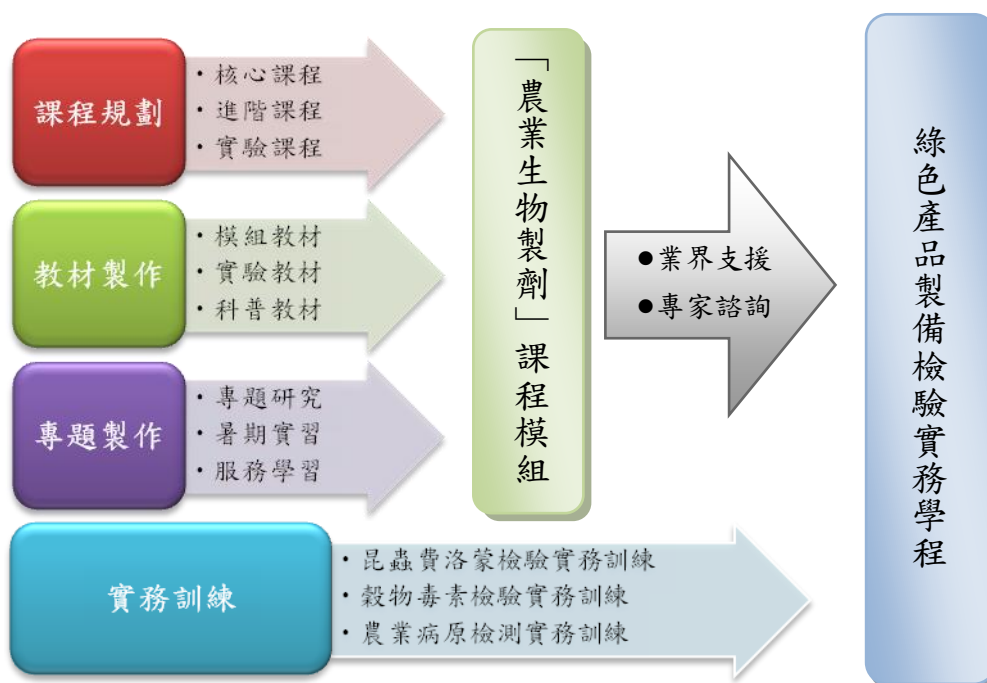 課程規劃
・核心課程
・進階課程
・實驗課程
教材製作
・模組教材
・實驗教材
・科普教材
專題製作
・專題研究
・暑期實習
・服務學習
實務訓練
・昆蟲費洛蒙檢驗實務訓練
・穀物毒素檢驗實務訓練
・農業病原檢測實務訓練
「農業生物製劑」課程模組
●業界支援
●專家諮詢
綠色產品製備檢驗實務學程